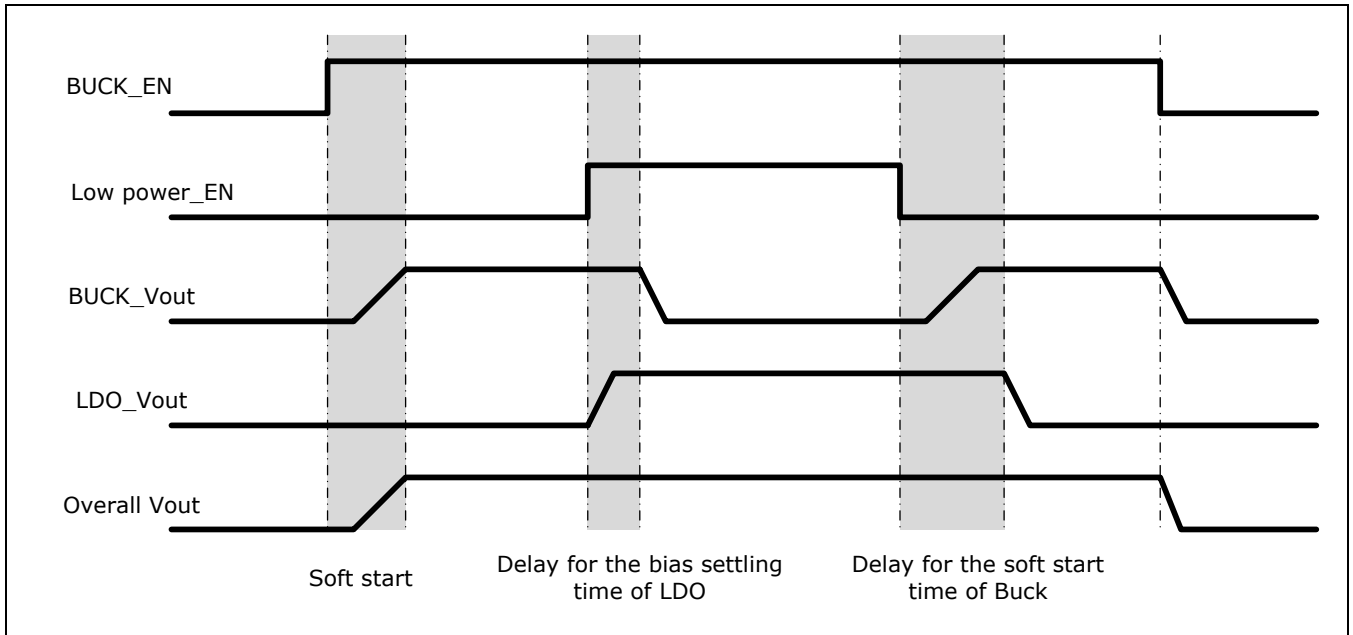 BUCK_EN
Low power_EN
BUCK_Vout
LDO_Vout
Overall Vout
Soft start
Delay for the bias settling
time of LDO
Delay for the soft start
time of Buck